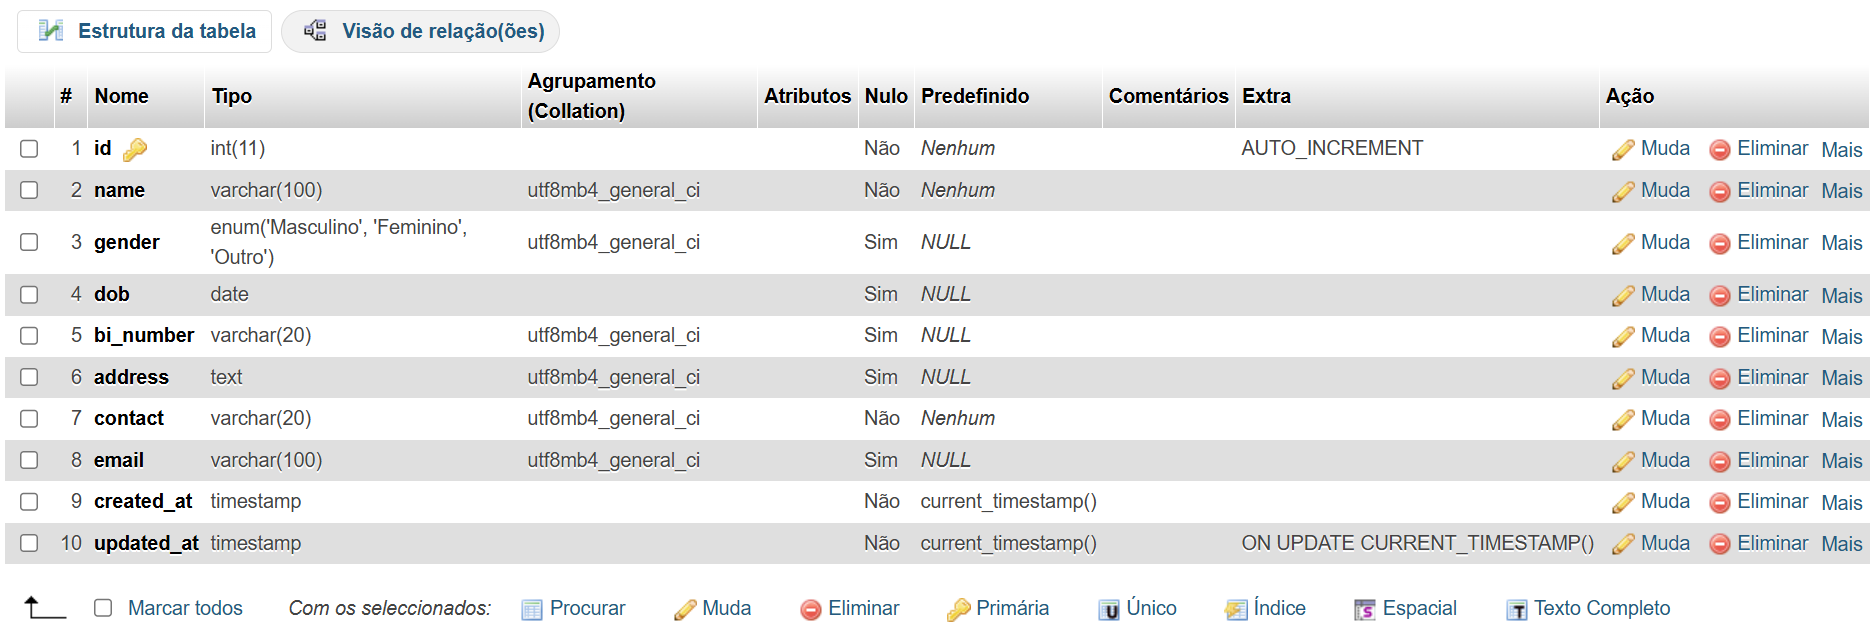 Estrutura da tabela Visão de relação(ões)
# Nome Tipo Agrupamento (Collation) Atributos Nulo Predefinido Comentários Extra Ação
1 id int(11) Não Nenhum AUTO_INCREMENT Muda Eliminar Mais
2 name varchar(100) utf8mb4_general_ci Não Nenhum Muda Eliminar Mais
3 gender enum('Masculino', 'Feminino', 'Outro') utf8mb4_general_ci Sim NULL Muda Eliminar Mais
4 dob date Sim NULL Muda Eliminar Mais
5 bi_number varchar(20) utf8mb4_general_ci Sim NULL Muda Eliminar Mais
6 address text utf8mb4_general_ci Sim NULL Muda Eliminar Mais
7 contact varchar(20) utf8mb4_general_ci Não Nenhum Muda Eliminar Mais
8 email varchar(100) utf8mb4_general_ci Sim NULL Muda Eliminar Mais
9 created_at timestamp Não current_timestamp() Muda Eliminar Mais
10 updated_at timestamp Não current_timestamp() ON UPDATE CURRENT_TIMESTAMP() Muda Eliminar Mais
Marcar todos Com os seleccionados: Procurar Muda Eliminar Primária Único Índice Espacial Texto Completo